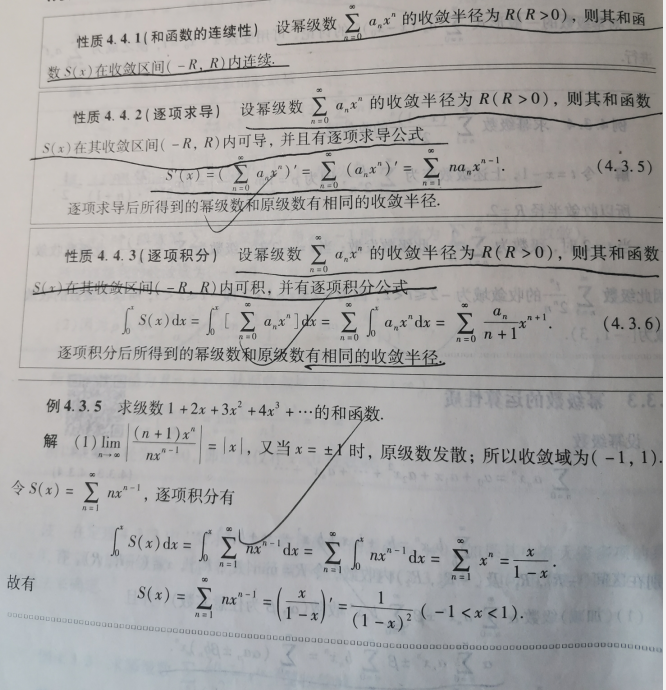 性质 4.4.1(和函数的连续性) 设幂级数 $\sum_{n=0}^{\infty} a_n x^n$ 的收敛半径为 R(R>0), 则其和函
数 S(x)在收敛区间(-R, R)内连续.
性质 4.4.2(逐项求导) 设幂级数 $\sum_{n=0}^{\infty} a_n x^n$ 的收敛半径为 R(R>0), 则其和函数
S(x)在其收敛区间(-R, R)内可导, 并且有逐项求导公式
$S'(x)=(\sum_{n=0}^{\infty} a_n x^n)'=\sum_{n=0}^{\infty}(a_n x^n)'=\sum_{n=1}^{\infty} n a_n x^{n-1}$ (4.3.5)
逐项求导后所得到的幂级数和原级数有相同的收敛半径.
性质 4.4.3(逐项积分) 设幂级数 $\sum_{n=0}^{\infty} a_n x^n$ 的收敛半径为 R(R>0), 则其和函数
S(x)在其收敛区间(-R, R)内可积, 并有逐项积分公式
$\int_0^x S(x)dx=\int_0^x[\sum_{n=0}^{\infty} a_n x^n]dx=\sum_{n=0}^{\infty}\int_0^x a_n x^n dx=\sum_{n=0}^{\infty}\frac{a_n}{n+1}x^{n+1}.$ (4.3.6)
逐项积分后所得到的幂级数和原级数有相同的收敛半径.
例 4.3.5 求级数 $1+2x+3x^2+4x^3+\cdots$的和函数.
解 (1) $\lim_{n\to\infty}\left|\frac{(n+1)x^n}{nx^{n-1}}\right|=|x|$, 又当 x=±1 时, 原级数发散; 所以收敛域为(-1, 1).
令 $S(x)=\sum_{n=1}^{\infty} nx^{n-1}$, 逐项积分有
$\int_0^x S(x)dx=\int_0^x\sum_{n=1}^{\infty} nx^{n-1}dx=\sum_{n=1}^{\infty}\int_0^x nx^{n-1}dx=\sum_{n=1}^{\infty} x^n=\frac{x}{1-x}.$
故有 $S(x)=\sum_{n=1}^{\infty} nx^{n-1}=\left(\frac{x}{1-x}\right)'=\frac{1}{(1-x)^2}(-1<x<1).$